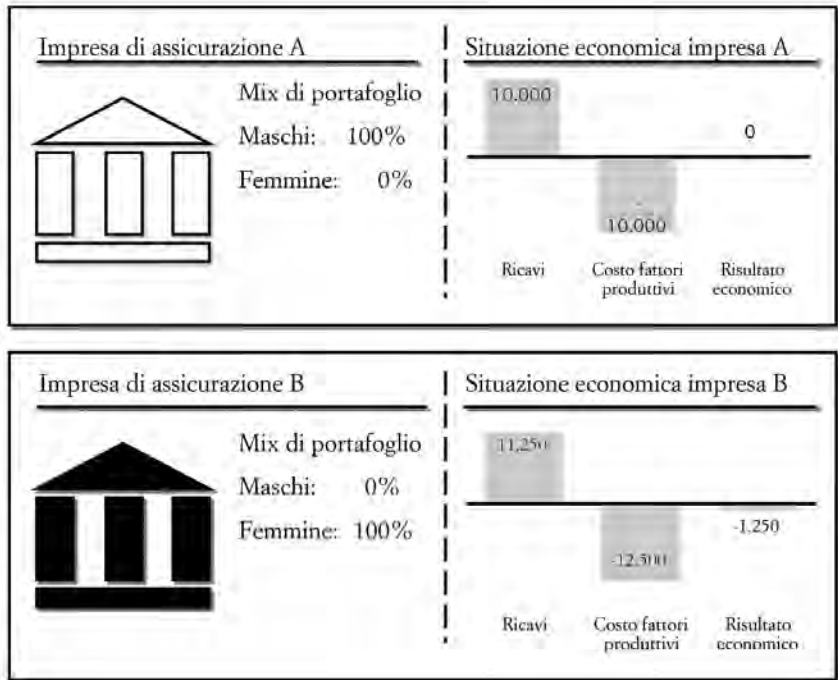 Impresa di assicurazione A
Mix di portafoglio
Maschi: 100%
Femmine: 0%
Situazione economica impresa A
10.000
0
-
10.000
Ricavi
Costo fattori
produttivi
Risultato
economico
Impresa di assicurazione B
Mix di portafoglio
Maschi: 0%
Femmine: 100%
Situazione economica impresa B
11.250
-1.250
-12.500
Ricavi
Costo fattori
produttivi
Risultato
economico